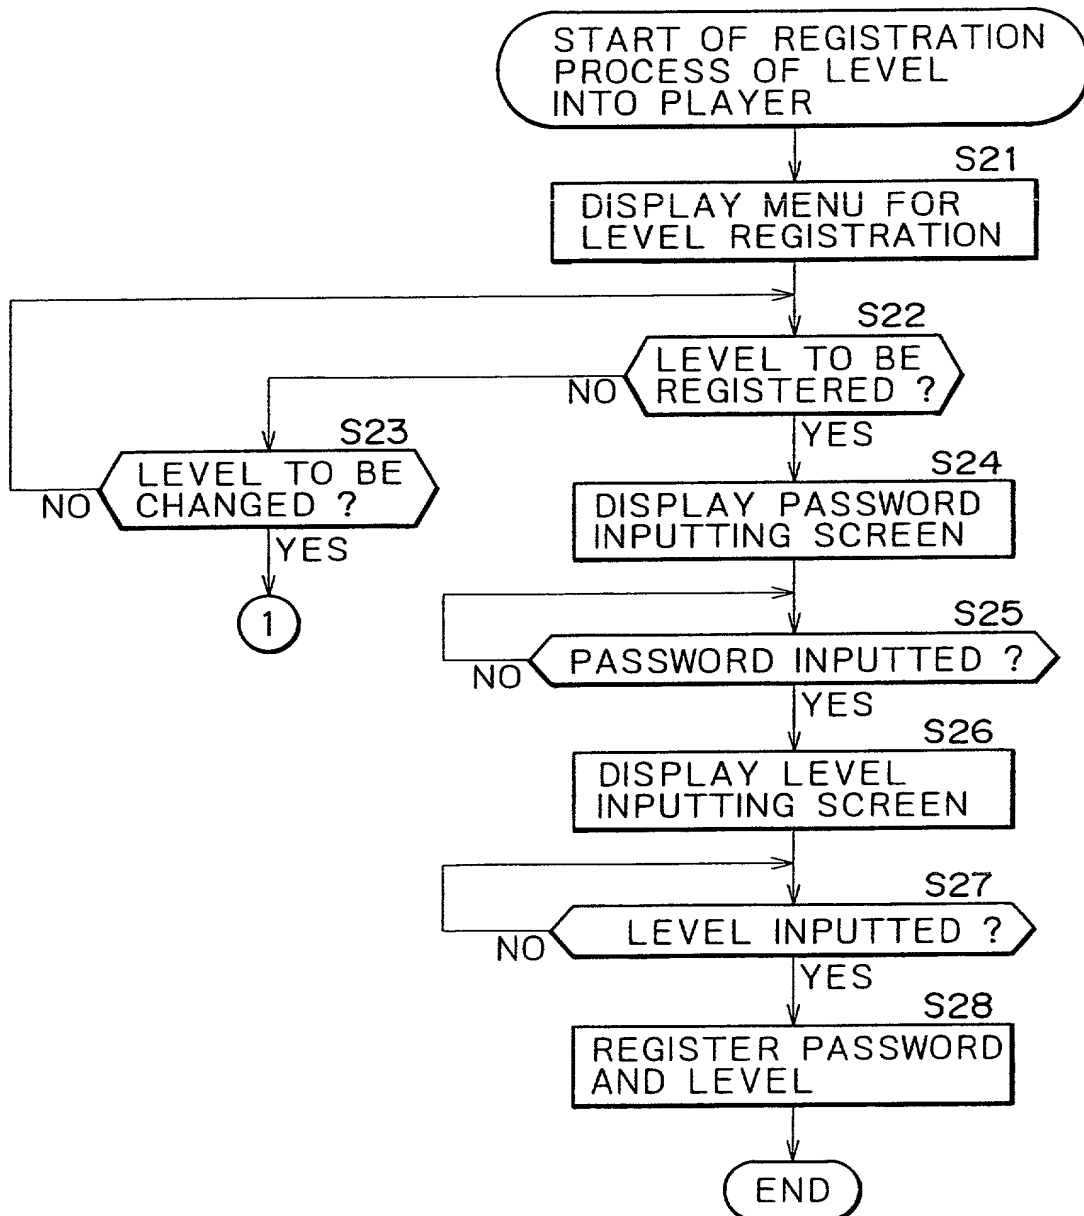 START OF REGISTRATION
PROCESS OF LEVEL
INTO PLAYER
S21
DISPLAY MENU FOR
LEVEL REGISTRATION
S22
LEVEL TO BE
REGISTERED ?
NO
YES
S23
LEVEL TO BE
CHANGED ?
NO
YES
1
S24
DISPLAY PASSWORD
INPUTTING SCREEN
S25
PASSWORD INPUTTED ?
NO
YES
S26
DISPLAY LEVEL
INPUTTING SCREEN
S27
LEVEL INPUTTED ?
NO
YES
S28
REGISTER PASSWORD
AND LEVEL
END